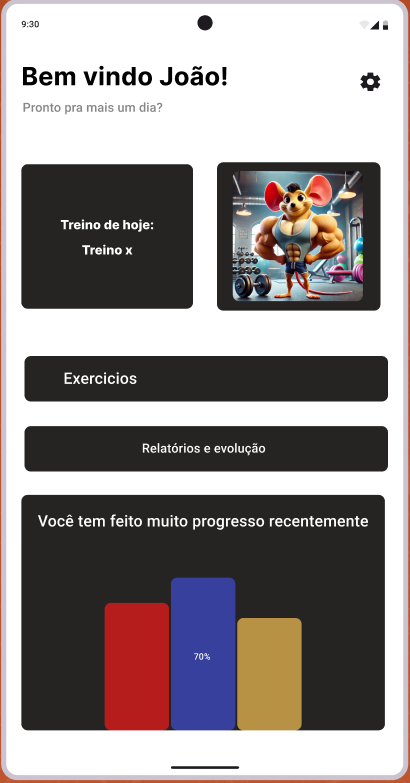 9:30
Bem vindo João!
Pronto pra mais um dia?
Treino de hoje:
Treino x
Exercicios
Relatórios e evolução
Você tem feito muito progresso recentemente
70%